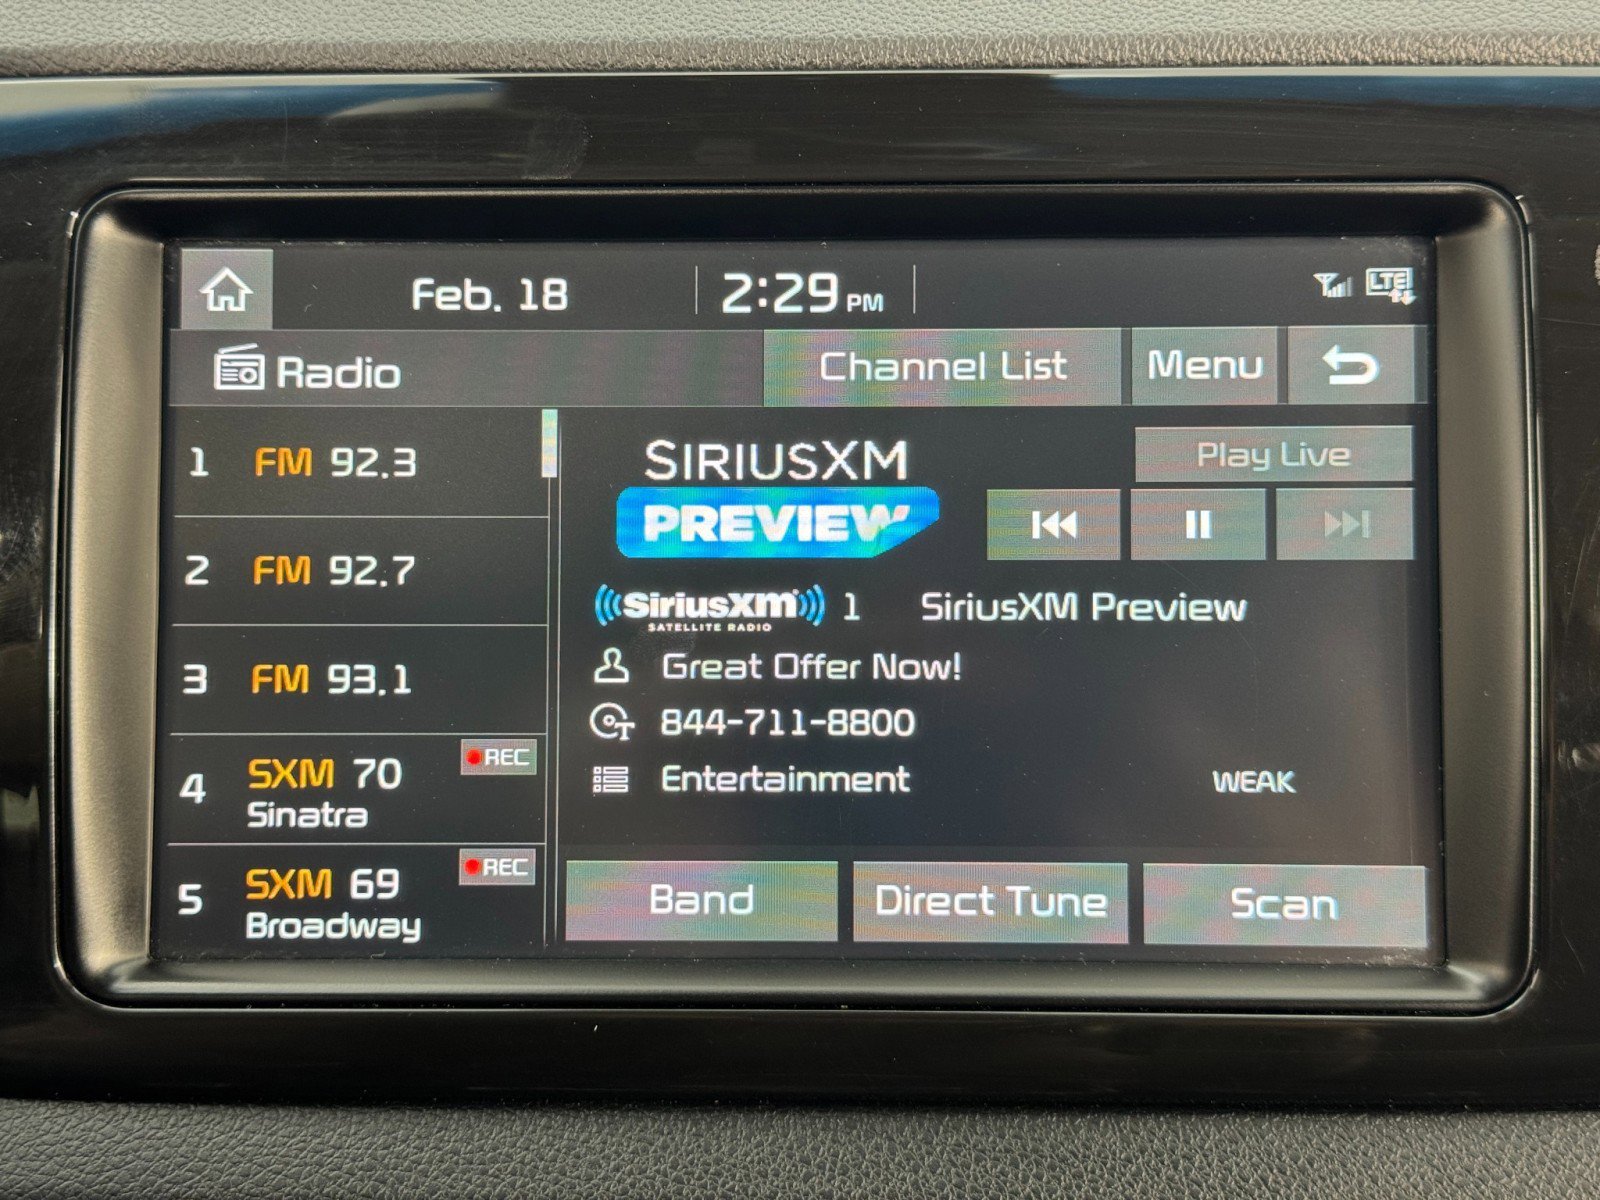 Feb. 18 2:29 PM LTE
Radio Channel List Menu
1 FM 92.3
2 FM 92.7
3 FM 93.1
4 SXM 70 REC
Sinatra
5 SXM 69 REC
Broadway
SIRIUSXM
PREVIEW
Play Live
((SiriusXM)) 1 SiriusXM Preview
SATELLITE RADIO
Great Offer Now!
844-711-8800
Entertainment WEAK
Band Direct Tune Scan